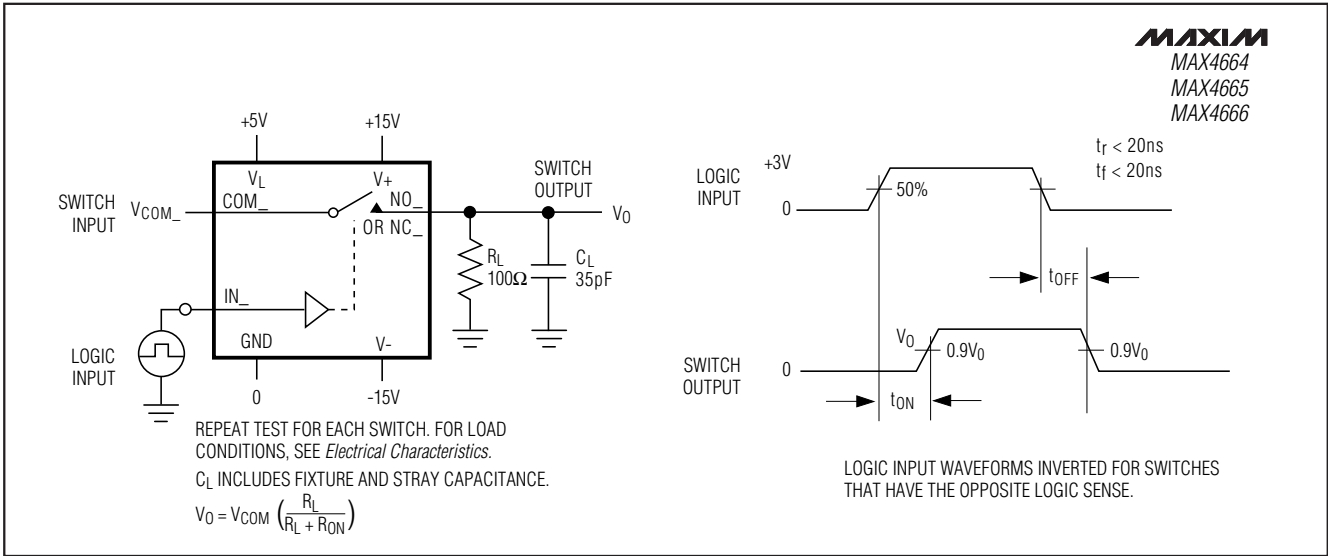 MAXIM
MAX4664
MAX4665
MAX4666
+5V
+15V
VL
V+
SWITCH
INPUT
VCOM_
COM_
NO_
OR NC_
SWITCH
OUTPUT
VO
RL
100Ω
CL
35pF
IN_
LOGIC
INPUT
GND
V-
0
-15V
REPEAT TEST FOR EACH SWITCH. FOR LOAD
CONDITIONS, SEE Electrical Characteristics.
CL INCLUDES FIXTURE AND STRAY CAPACITANCE.
VO = VCOM (RL / RL + RON)
tr < 20ns
tf < 20ns
LOGIC
INPUT
+3V
50%
0
tOFF
VO
0.9V0
0.9V0
SWITCH
OUTPUT
0
tON
LOGIC INPUT WAVEFORMS INVERTED FOR SWITCHES
THAT HAVE THE OPPOSITE LOGIC SENSE.